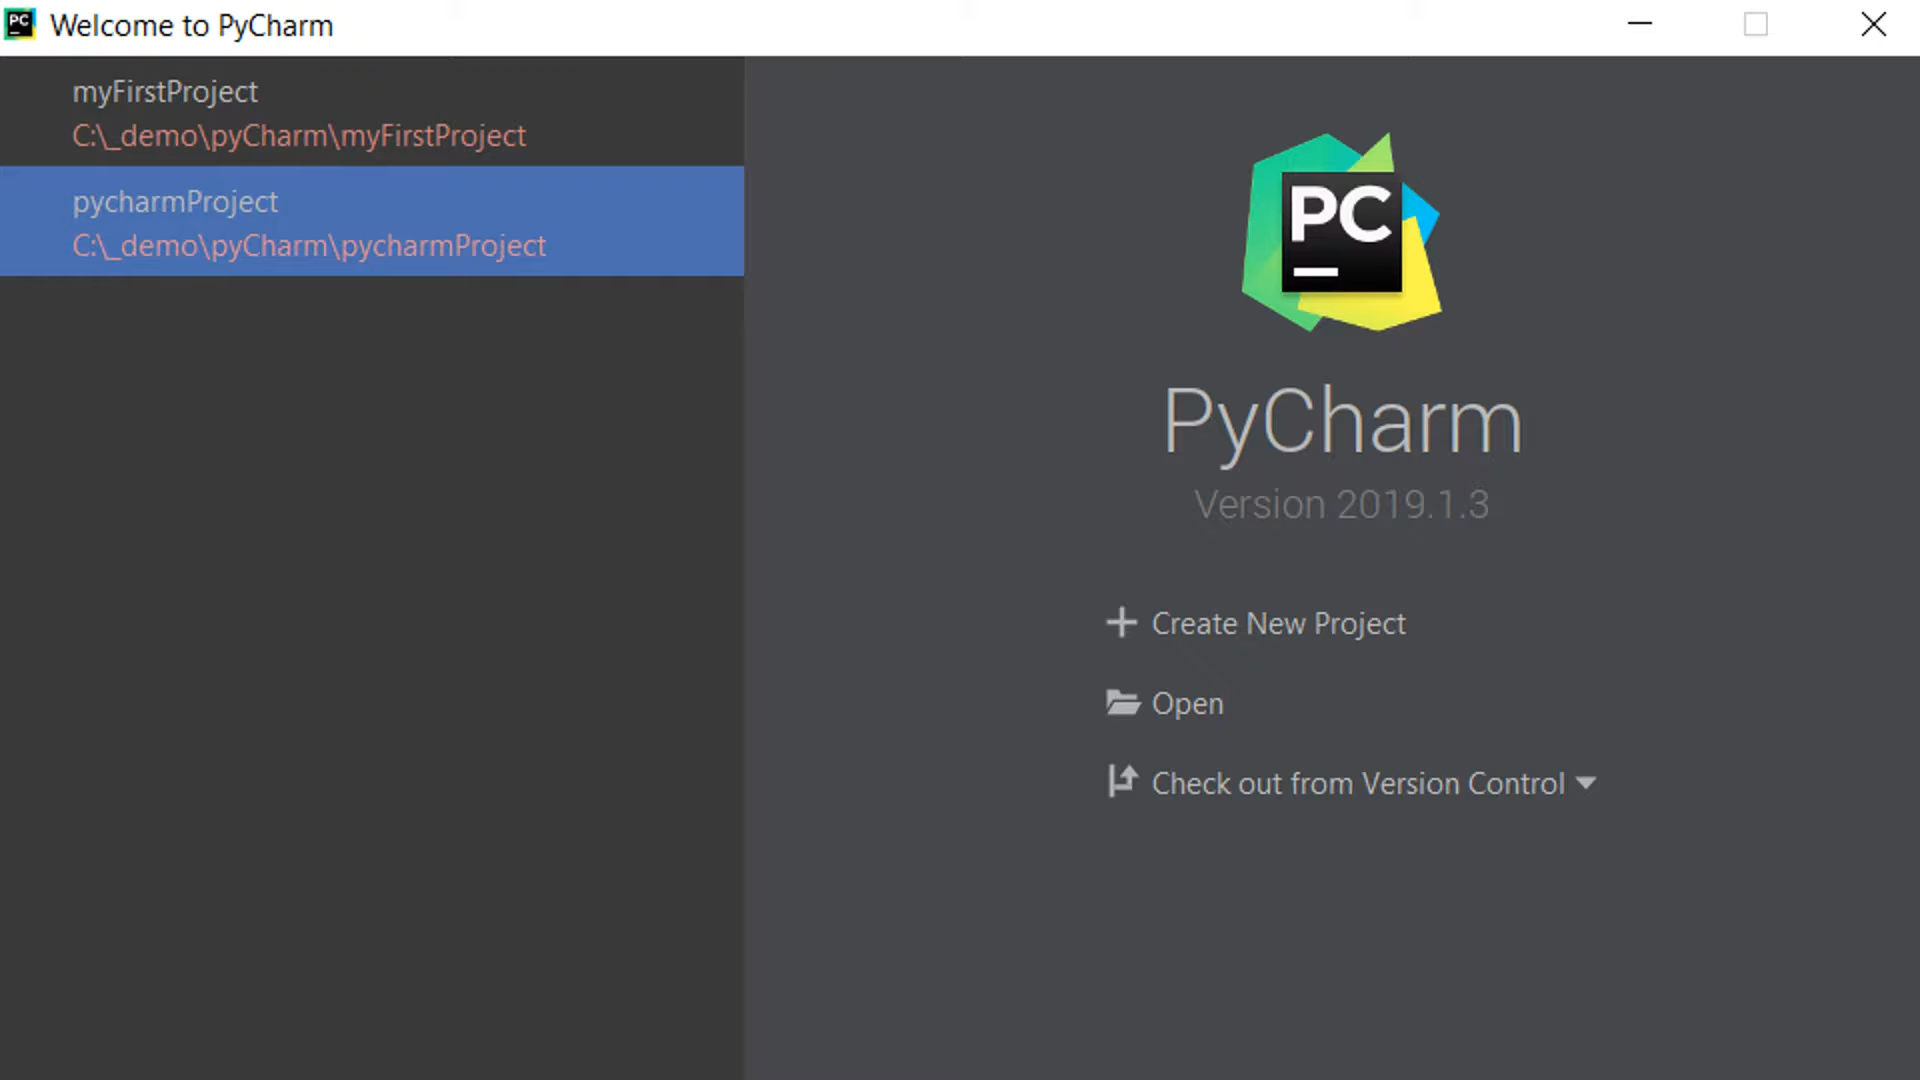 PC
Welcome to PyCharm
myFirstProject
C:\_demo\pyCharm\myFirstProject
pycharmProject
C:\_demo\pyCharm\pycharmProject
PC
PyCharm
Version 2019.1.3
Create New Project
Open
Check out from Version Control